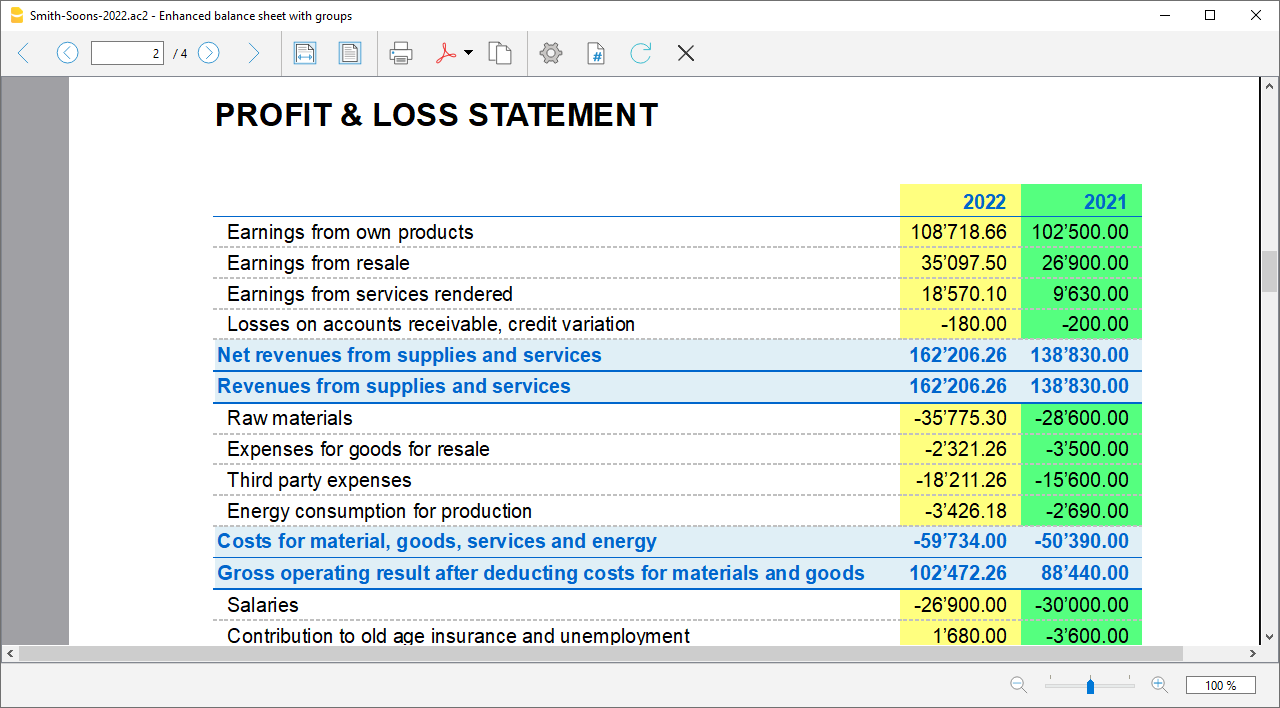 Smith-Soons-2022.ac2 - Enhanced balance sheet with groups
2 / 4 #
PROFIT & LOSS STATEMENT
2022 2021
Earnings from own products 108’718.66 102’500.00
Earnings from resale 35’097.50 26’900.00
Earnings from services rendered 18’570.10 9’630.00
Losses on accounts receivable, credit variation -180.00 -200.00
Net revenues from supplies and services 162’206.26 138’830.00
Revenues from supplies and services 162’206.26 138’830.00
Raw materials -35’775.30 -28’600.00
Expenses for goods for resale -2’321.26 -3’500.00
Third party expenses -18’211.26 -15’600.00
Energy consumption for production -3’426.18 -2’690.00
Costs for material, goods, services and energy -59’734.00 -50’390.00
Gross operating result after deducting costs for materials and goods 102’472.26 88’440.00
Salaries -26’900.00 -30’000.00
Contribution to old age insurance and unemployment 1’680.00 -3’600.00
100 %